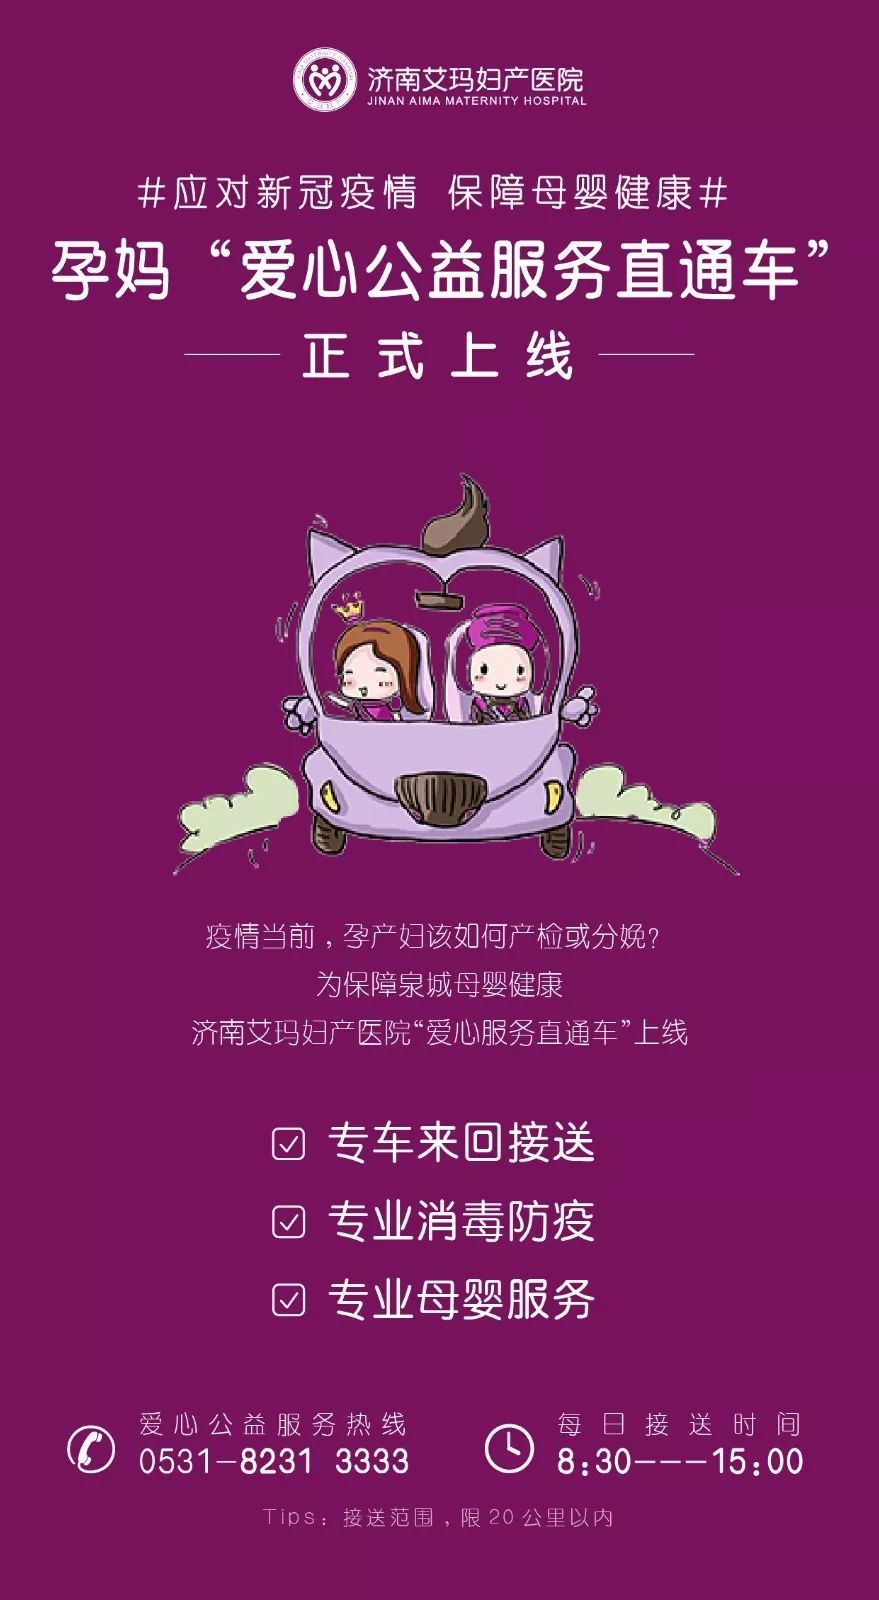 济南艾玛妇产医院
JINAN AIMA MATERNITY HOSPITAL
#应对新冠疫情 保障母婴健康#
孕妈“爱心公益服务直通车”
正式上线
疫情当前，孕产妇该如何产检或分娩？
为保障泉城母婴健康
济南艾玛妇产医院“爱心服务直通车”上线
专车来回接送
专业消毒防疫
专业母婴服务
爱心公益服务热线
0531-8231 3333
每日接送时间
8:30---15:00
Tips: 接送范围，限20公里以内